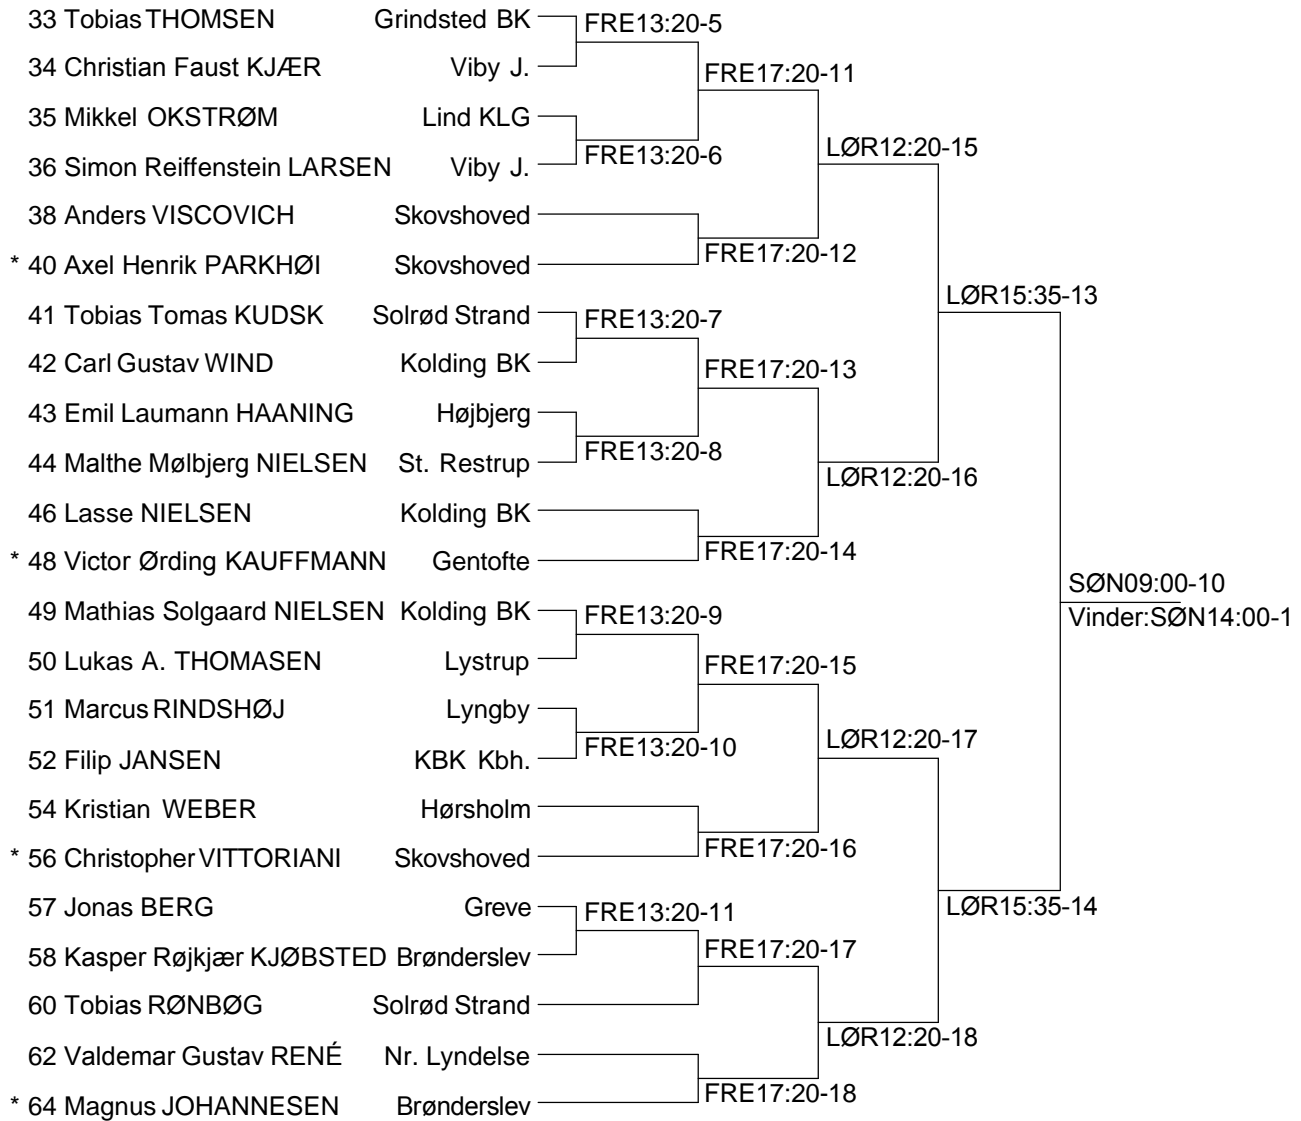 33 Tobias THOMSEN Grindsted BK
FRE13:20-5
34 Christian Faust KJÆR Viby J.
FRE17:20-11
35 Mikkel OKSTRØM Lind KLG
FRE13:20-6
LØR12:20-15
36 Simon Reiffenstein LARSEN Viby J.
38 Anders VISCOVICH Skovshoved
FRE17:20-12
* 40 Axel Henrik PARKHØI Skovshoved
LØR15:35-13
41 Tobias Tomas KUDSK Solrød Strand
FRE13:20-7
42 Carl Gustav WIND Kolding BK
FRE17:20-13
43 Emil Laumann HAANING Højbjerg
FRE13:20-8
44 Malthe Mølbjerg NIELSEN St. Restrup
LØR12:20-16
46 Lasse NIELSEN Kolding BK
FRE17:20-14
* 48 Victor Ørding KAUFFMANN Gentofte
SØN09:00-10
Vinder:SØN14:00-1
49 Mathias Solgaard NIELSEN Kolding BK
FRE13:20-9
50 Lukas A. THOMASEN Lystrup
FRE17:20-15
51 Marcus RINDSHØJ Lyngby
FRE13:20-10
LØR12:20-17
52 Filip JANSEN KBK Kbh.
54 Kristian WEBER Hørsholm
FRE17:20-16
* 56 Christopher VITTORIANI Skovshoved
57 Jonas BERG Greve
FRE13:20-11
LØR15:35-14
58 Kasper Røjkjær KJØBSTED Brønderslev
FRE17:20-17
60 Tobias RØNBØG Solrød Strand
LØR12:20-18
62 Valdemar Gustav RENÉ Nr. Lyndelse
FRE17:20-18
* 64 Magnus JOHANNESEN Brønderslev